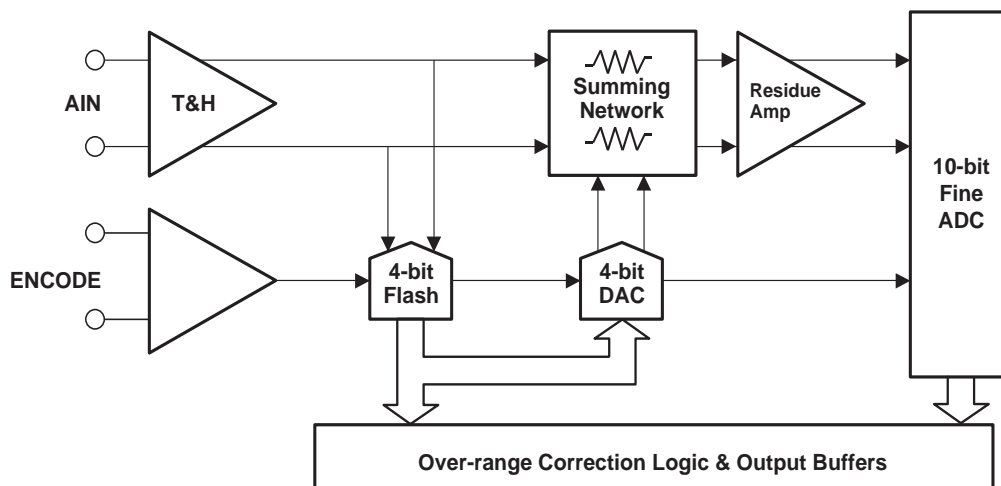 AIN
T&H
Summing
Network
Residue
Amp
10-bit
Fine
ADC
ENCODE
4-bit
Flash
4-bit
DAC
Over-range Correction Logic & Output Buffers